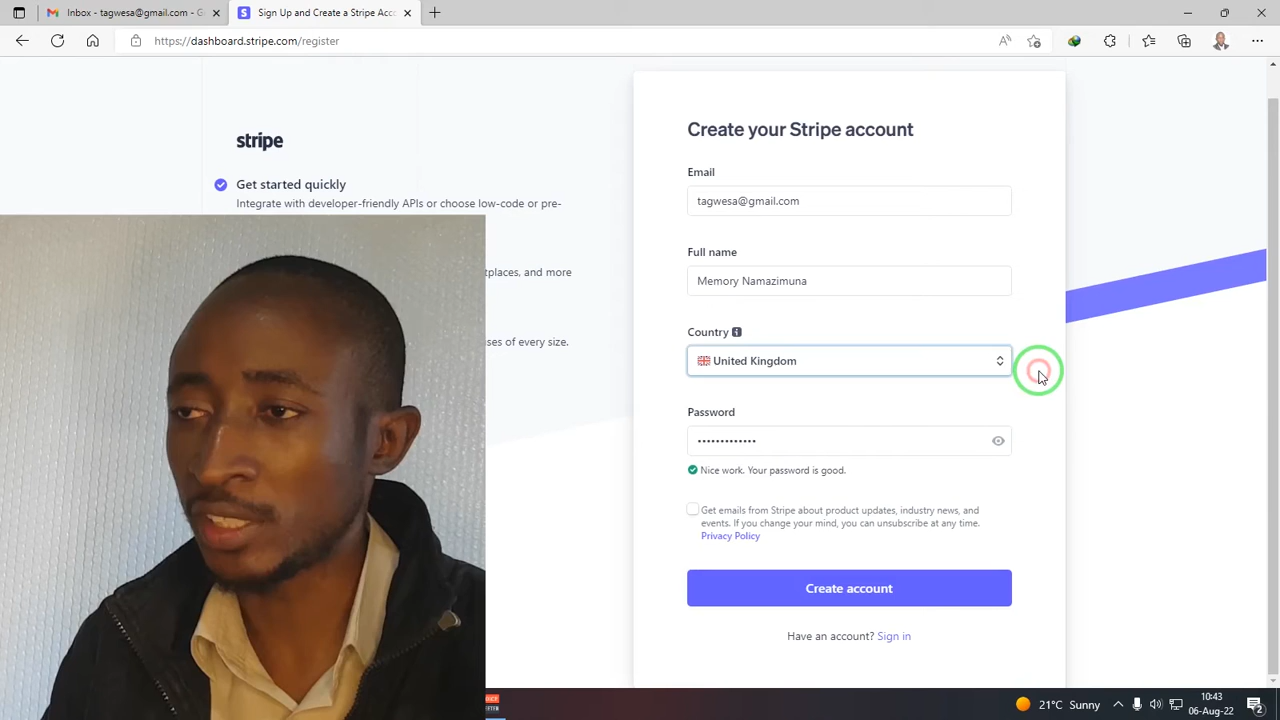 Inbox - tagwesa@gmail.com - G
Sign Up and Create a Stripe Acc
https://dashboard.stripe.com/register
stripe
Get started quickly
Integrate with developer-friendly APIs or choose low-code or pre-
tplaces, and more
ses of every size.
Create your Stripe account
Email
tagwesa@gmail.com
Full name
Memory Namazimuna
Country
United Kingdom
Password
•••••••••••••
Nice work. Your password is good.
Get emails from Stripe about product updates, industry news, and
events. If you change your mind, you can unsubscribe at any time.
Privacy Policy
Create account
Have an account? Sign in
21°C Sunny
10:43
06-Aug-22
2